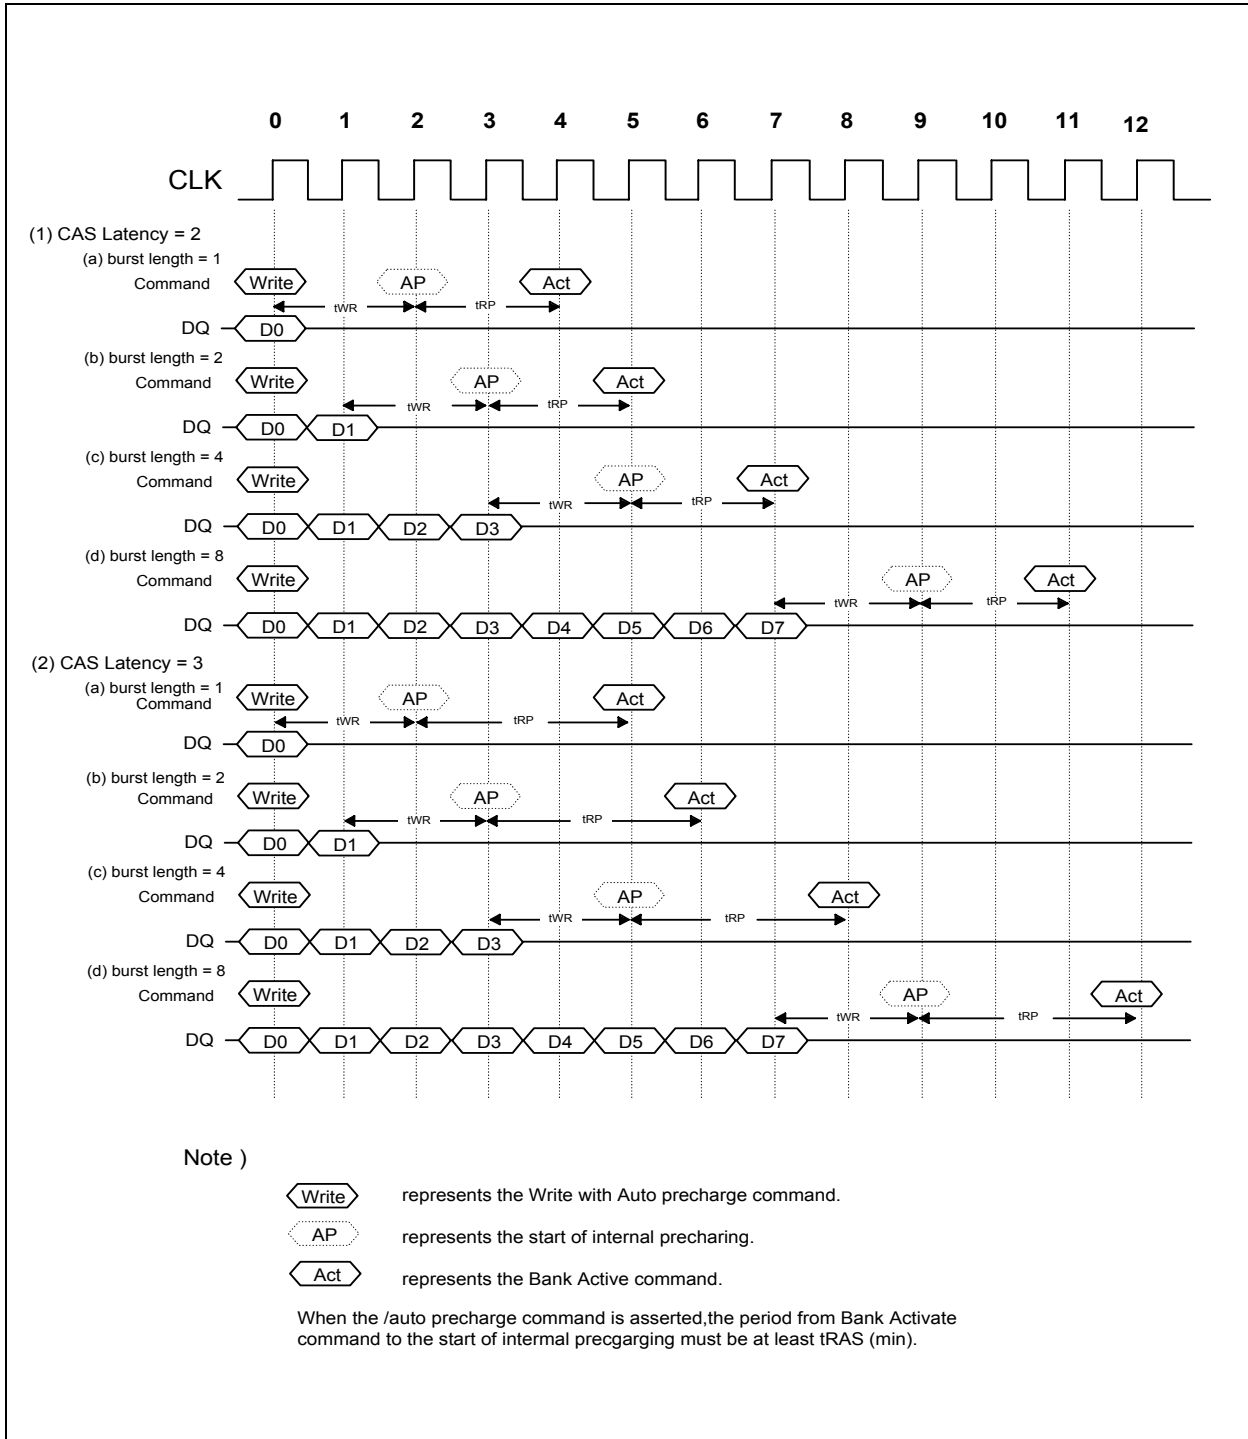 0 1 2 3 4 5 6 7 8 9 10 11 12
CLK
(1) CAS Latency = 2
(a) burst length = 1
Command Write AP Act
tWR tRP
DQ D0
(b) burst length = 2
Command Write AP Act
tWR tRP
DQ D0 D1
(c) burst length = 4
Command Write AP Act
tWR tRP
DQ D0 D1 D2 D3
(d) burst length = 8
Command Write AP Act
tWR tRP
DQ D0 D1 D2 D3 D4 D5 D6 D7
(2) CAS Latency = 3
(a) burst length = 1
Command Write AP Act
tWR tRP
DQ D0
(b) burst length = 2
Command Write AP Act
tWR tRP
DQ D0 D1
(c) burst length = 4
Command Write AP Act
tWR tRP
DQ D0 D1 D2 D3
(d) burst length = 8
Command Write AP Act
tWR tRP
DQ D0 D1 D2 D3 D4 D5 D6 D7
Note )
Write represents the Write with Auto precharge command.
AP represents the start of internal precharing.
Act represents the Bank Active command.
When the /auto precharge command is asserted,the period from Bank Activate
command to the start of intermal precgarging must be at least tRAS (min).